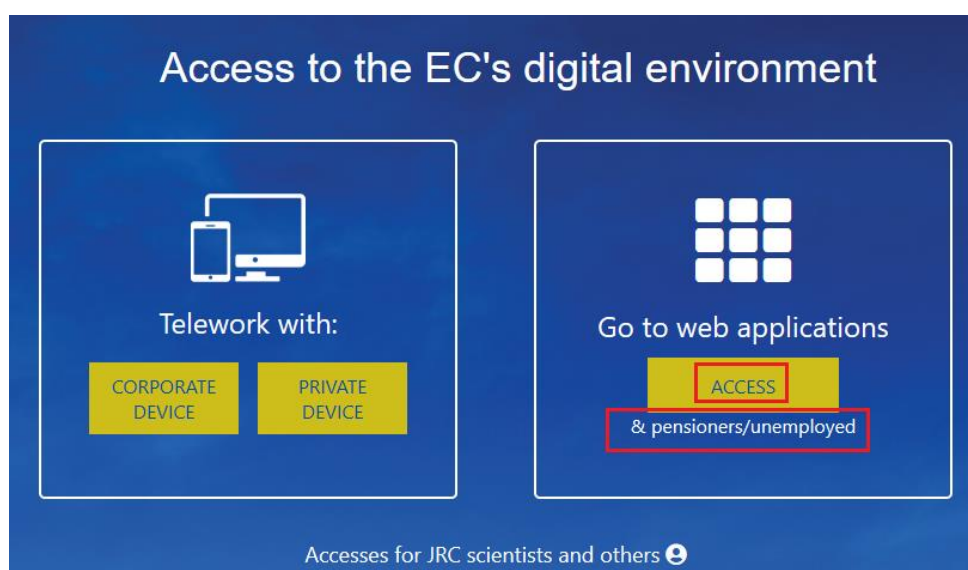 Access to the EC's digital environment
Telework with:
CORPORATE
DEVICE
PRIVATE
DEVICE
Go to web applications
ACCESS
& pensioners/unemployed
Accesses for JRC scientists and others